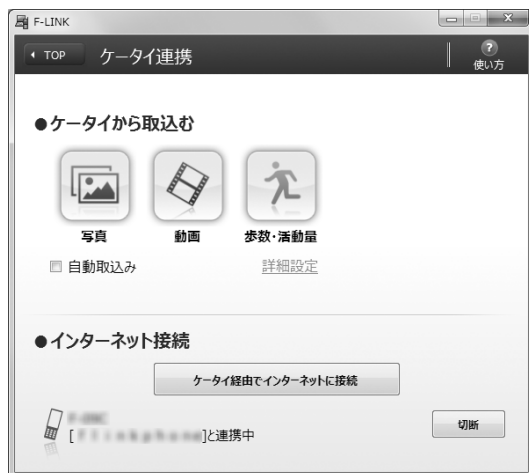 F-LINK
TOP ケータイ連携 使い方
●ケータイから取込む
写真 動画 歩数・活動量
自動取込み 詳細設定
●インターネット接続
ケータイ経由でインターネットに接続
[ ]と連携中 切断